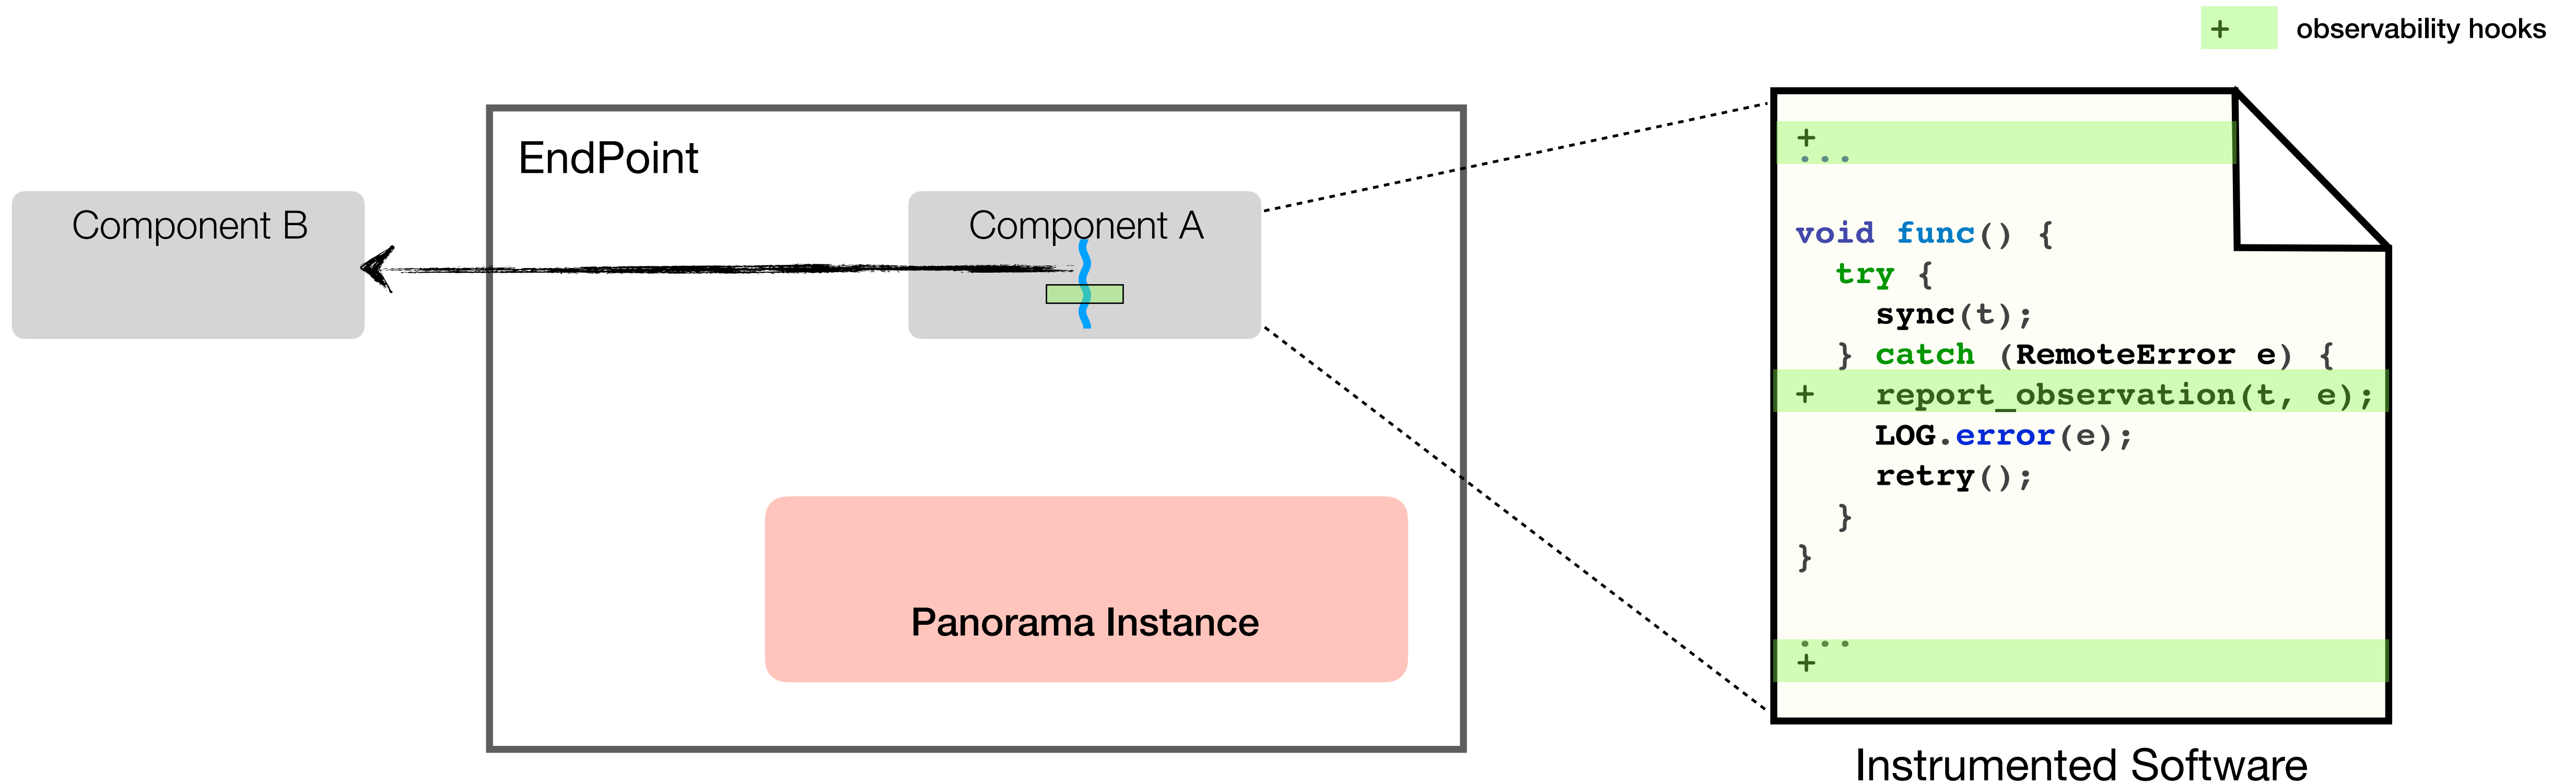 + observability hooks
EndPoint
Component B
Component A
Panorama Instance
+
...
void func() {
  try {
    sync(t);
  } catch (RemoteError e) {
+   report_observation(t, e);
    LOG.error(e);
    retry();
  }
}
...
+
Instrumented Software